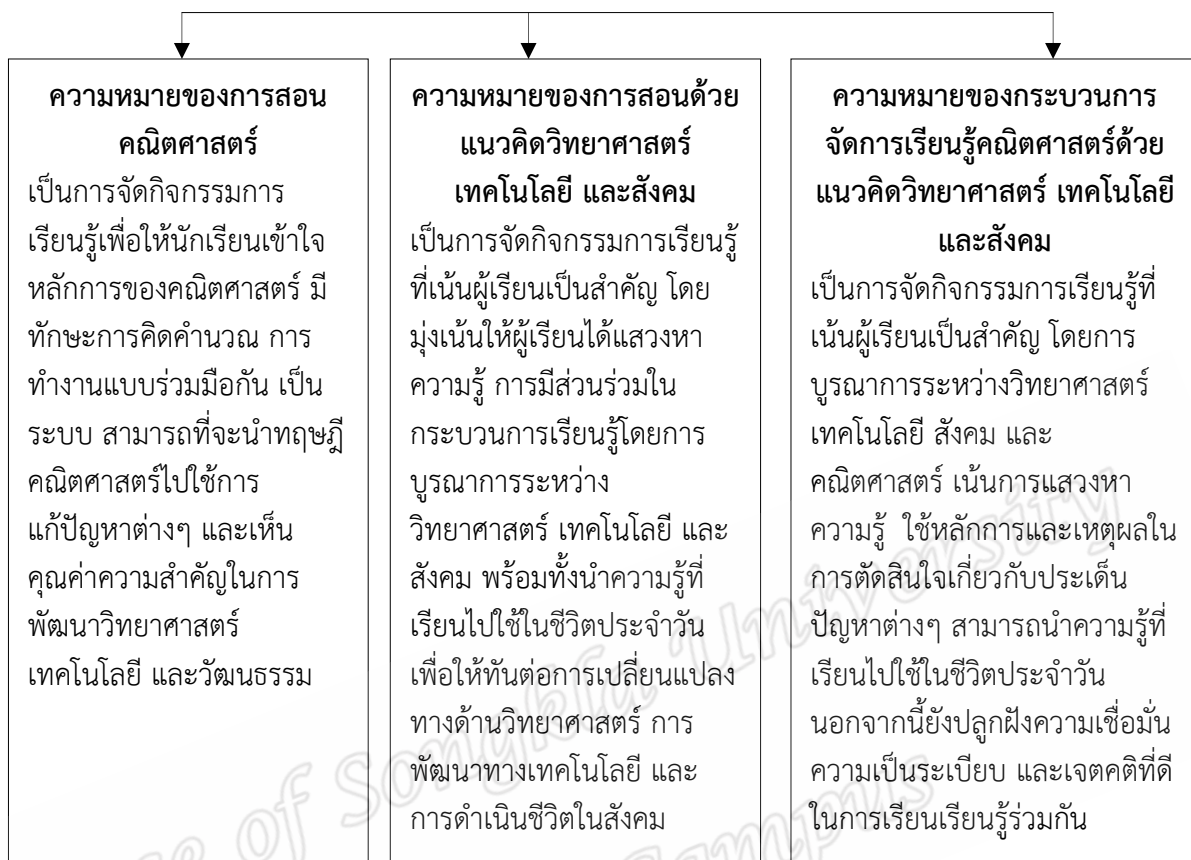 ความหมายของการสอน
คณิตศาสตร์
เป็นการจัดกิจกรรมการ
เรียนรู้เพื่อให้นักเรียนเข้าใจ
หลักการของคณิตศาสตร์ มี
ทักษะการคิดคำนวณ การ
ทำงานแบบร่วมมือกัน เป็น
ระบบ สามารถที่จะนำทฤษฎี
คณิตศาสตร์ไปใช้การ
แก้ปัญหาต่างๆ และเห็น
คุณค่าความสำคัญในการ
พัฒนาวิทยาศาสตร์
เทคโนโลยี และวัฒนธรรม
ความหมายของการสอนด้วย
แนวคิดวิทยาศาสตร์
เทคโนโลยี และสังคม
เป็นการจัดกิจกรรมการเรียนรู้
ที่เน้นผู้เรียนเป็นสำคัญ โดย
มุ่งเน้นให้ผู้เรียนได้แสวงหา
ความรู้ การมีส่วนร่วมใน
กระบวนการเรียนรู้โดยการ
บูรณาการระหว่าง
วิทยาศาสตร์ เทคโนโลยี และ
สังคม พร้อมทั้งนำความรู้ที่
เรียนไปใช้ในชีวิตประจำวัน
เพื่อให้ทันต่อการเปลี่ยนแปลง
ทางด้านวิทยาศาสตร์ การ
พัฒนาทางเทคโนโลยี และ
การดำเนินชีวิตในสังคม
ความหมายของกระบวนการ
จัดการเรียนรู้คณิตศาสตร์ด้วย
แนวคิดวิทยาศาสตร์ เทคโนโลยี
และสังคม
เป็นการจัดกิจกรรมการเรียนรู้ที่
เน้นผู้เรียนเป็นสำคัญ โดยการ
บูรณาการระหว่างวิทยาศาสตร์
เทคโนโลยี สังคม และ
คณิตศาสตร์ เน้นการแสวงหา
ความรู้ ใช้หลักการและเหตุผลใน
การตัดสินใจเกี่ยวกับประเด็น
ปัญหาต่างๆ สามารถนำความรู้ที่
เรียนไปใช้ในชีวิตประจำวัน
นอกจากนี้ยังปลูกฝังความเชื่อมั่น
ความเป็นระเบียบ และเจตคติที่ดี
ในการเรียนเรียนรู้ร่วมกัน
of Songkla University
Campus